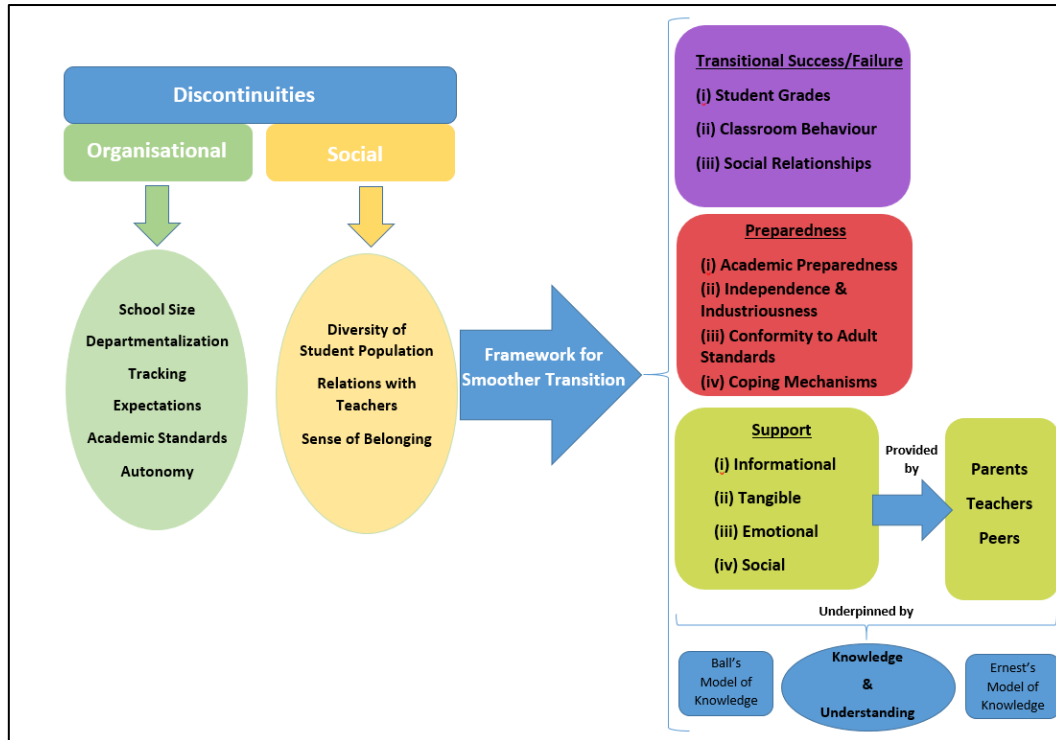 Discontinuities
Organisational
Social
School Size
Departmentalization
Tracking
Expectations
Academic Standards
Autonomy
Diversity of
Student Population
Relations with
Teachers
Sense of Belonging
Framework for
Smoother Transition
Transitional Success/Failure
(i) Student Grades
(ii) Classroom Behaviour
(iii) Social Relationships
Preparedness
(i) Academic Preparedness
(ii) Independence &
Industriousness
(iii) Conformity to Adult
Standards
(iv) Coping Mechanisms
Support
(i) Informational
(ii) Tangible
(iii) Emotional
(iv) Social
Provided
by
Parents
Teachers
Peers
Underpinned by
Ball's
Model of
Knowledge
Knowledge
&
Understanding
Ernest's
Model of
Knowledge